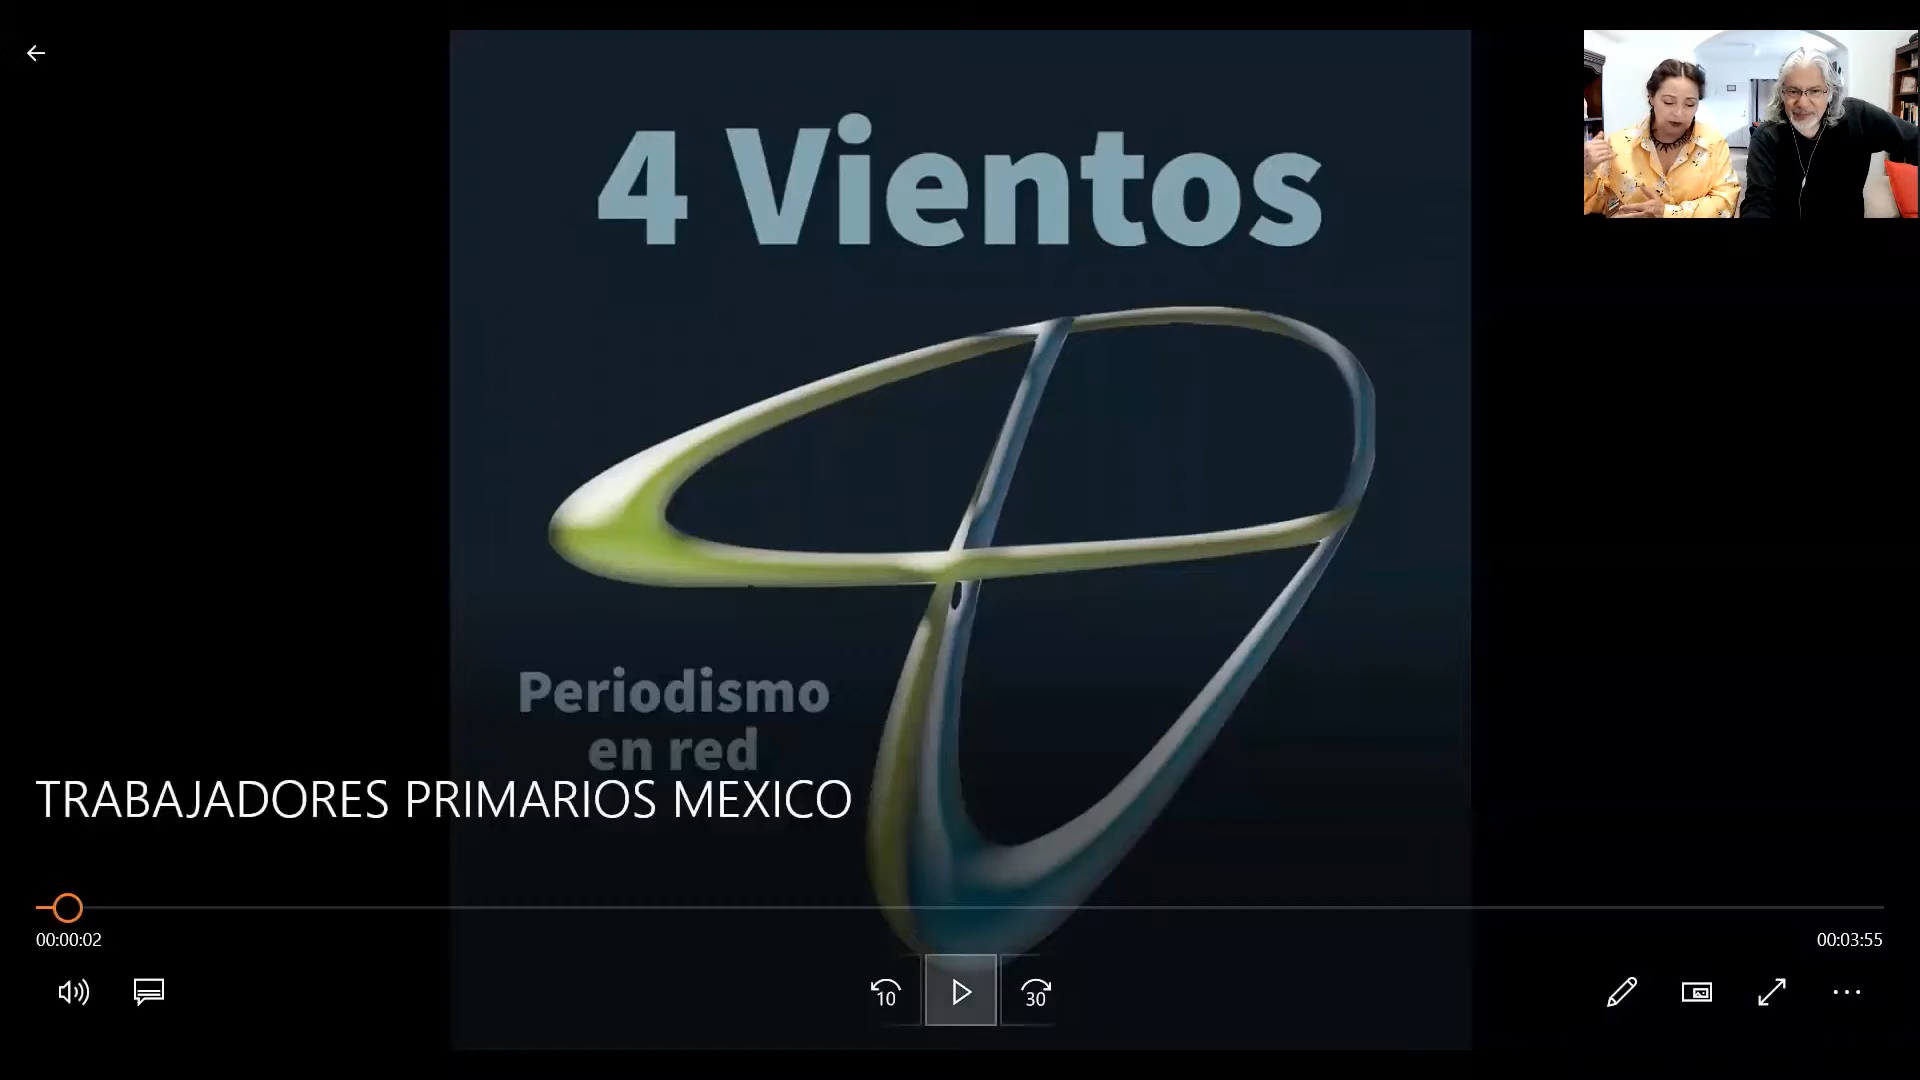 4 Vientos
Periodismo
en red
TRABAJADORES PRIMARIOS MEXICO
00:00:02
00:03:55
10
30